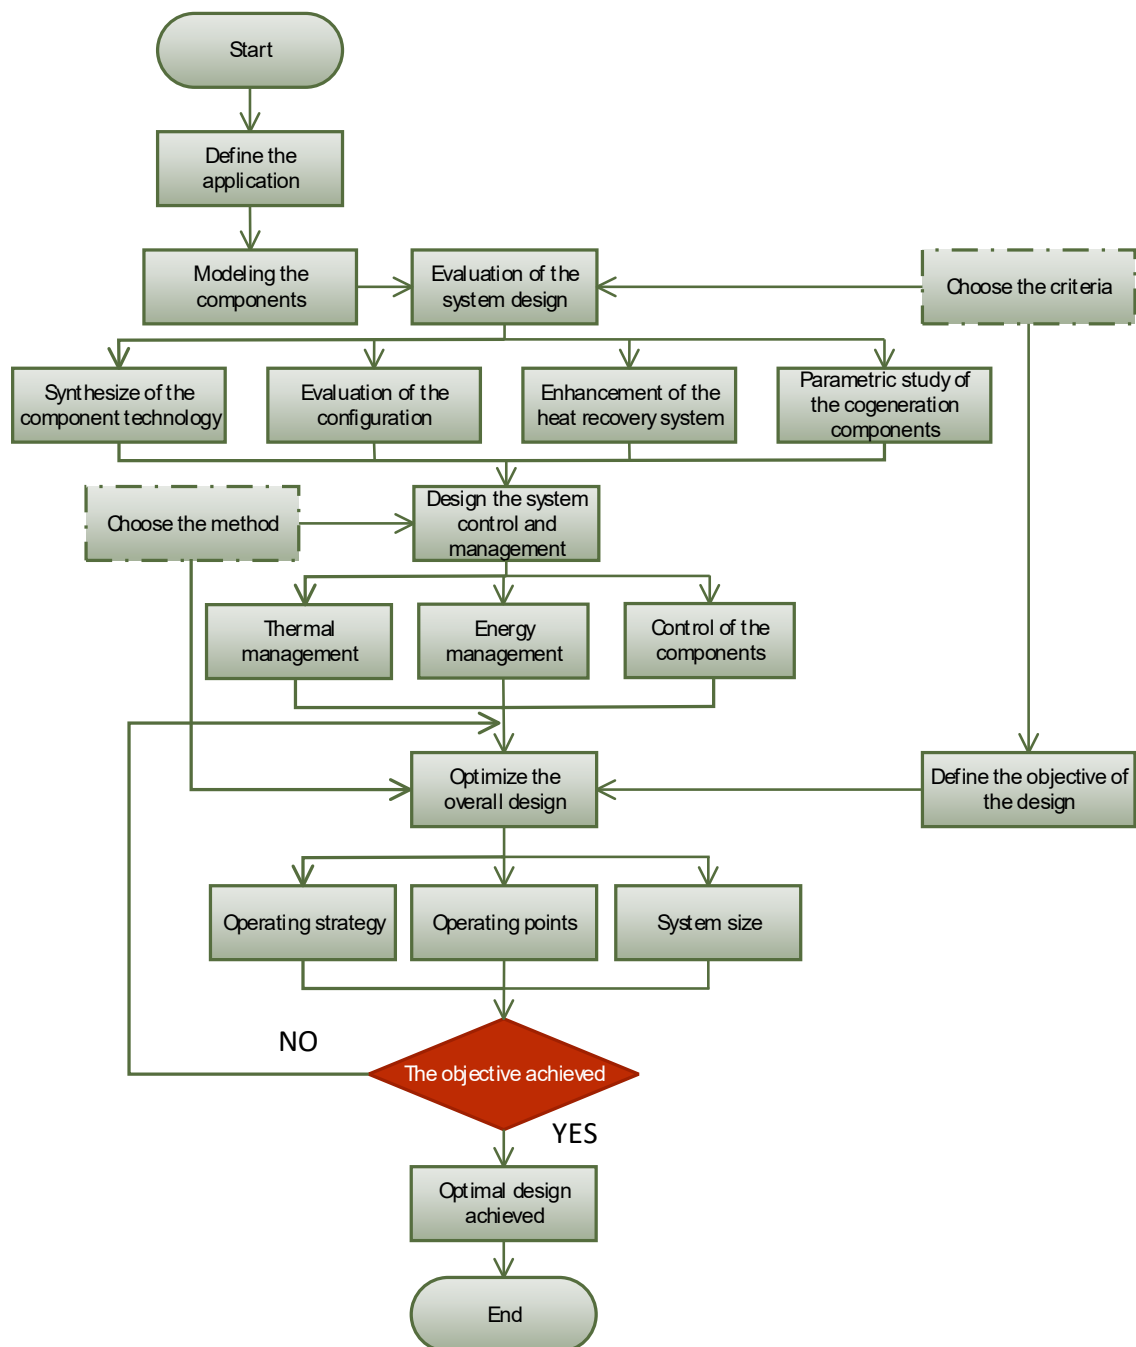 Start
Define the
application
Modeling the
components
Evaluation of the
system design
Choose the criteria
Synthesize of the
component technology
Evaluation of the
configuration
Enhancement of the
heat recovery system
Parametric study of
the cogeneration
components
Choose the method
Design the system
control and
management
Thermal
management
Energy
management
Control of the
components
Optimize the
overall design
Define the objective of
the design
Operating strategy
Operating points
System size
NO
The objective achieved
YES
Optimal design
achieved
End